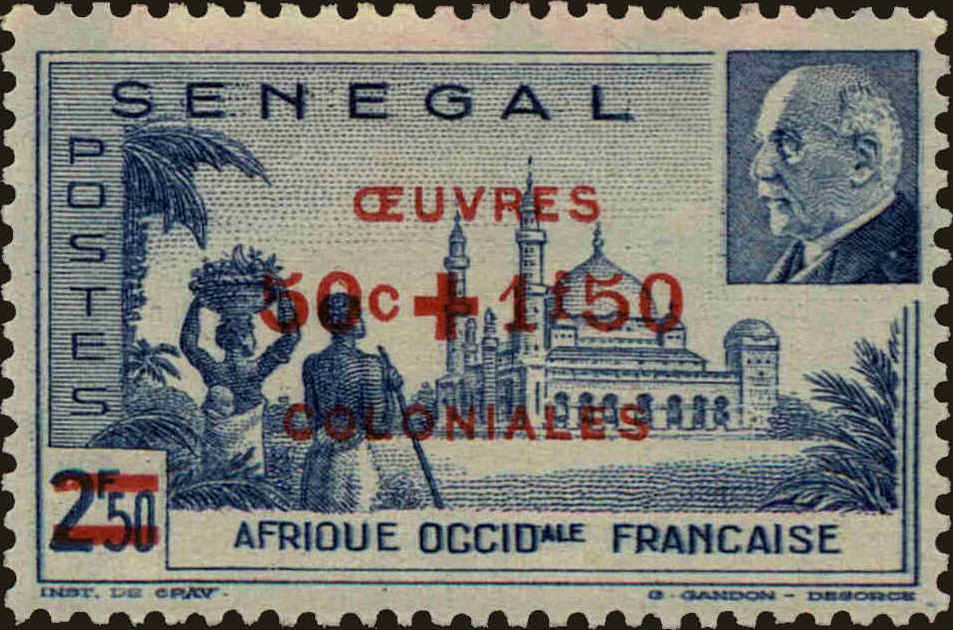 SENEGAL
POSTES
ŒUVRES
50c + 1f50
COLONIALES
2F50
AFRIQUE OCCIDALE FRANCAISE
INST. DE GRAV. G. GANDON - DESORCE